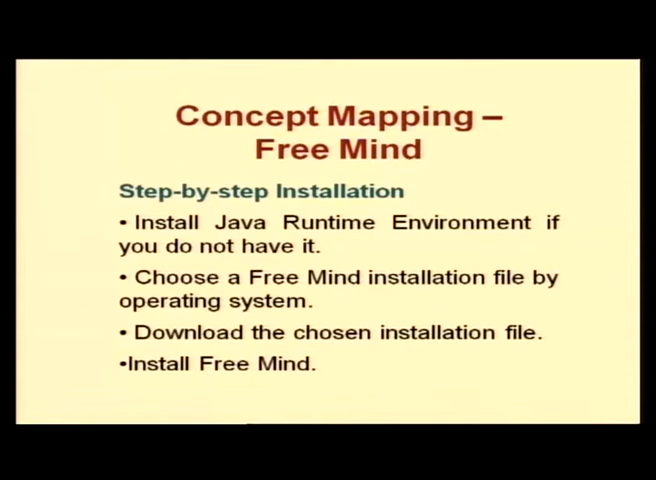 Concept Mapping –
Free Mind
Step-by-step Installation
• Install Java Runtime Environment if
you do not have it.
• Choose a Free Mind installation file by
operating system.
• Download the chosen installation file.
•Install Free Mind.